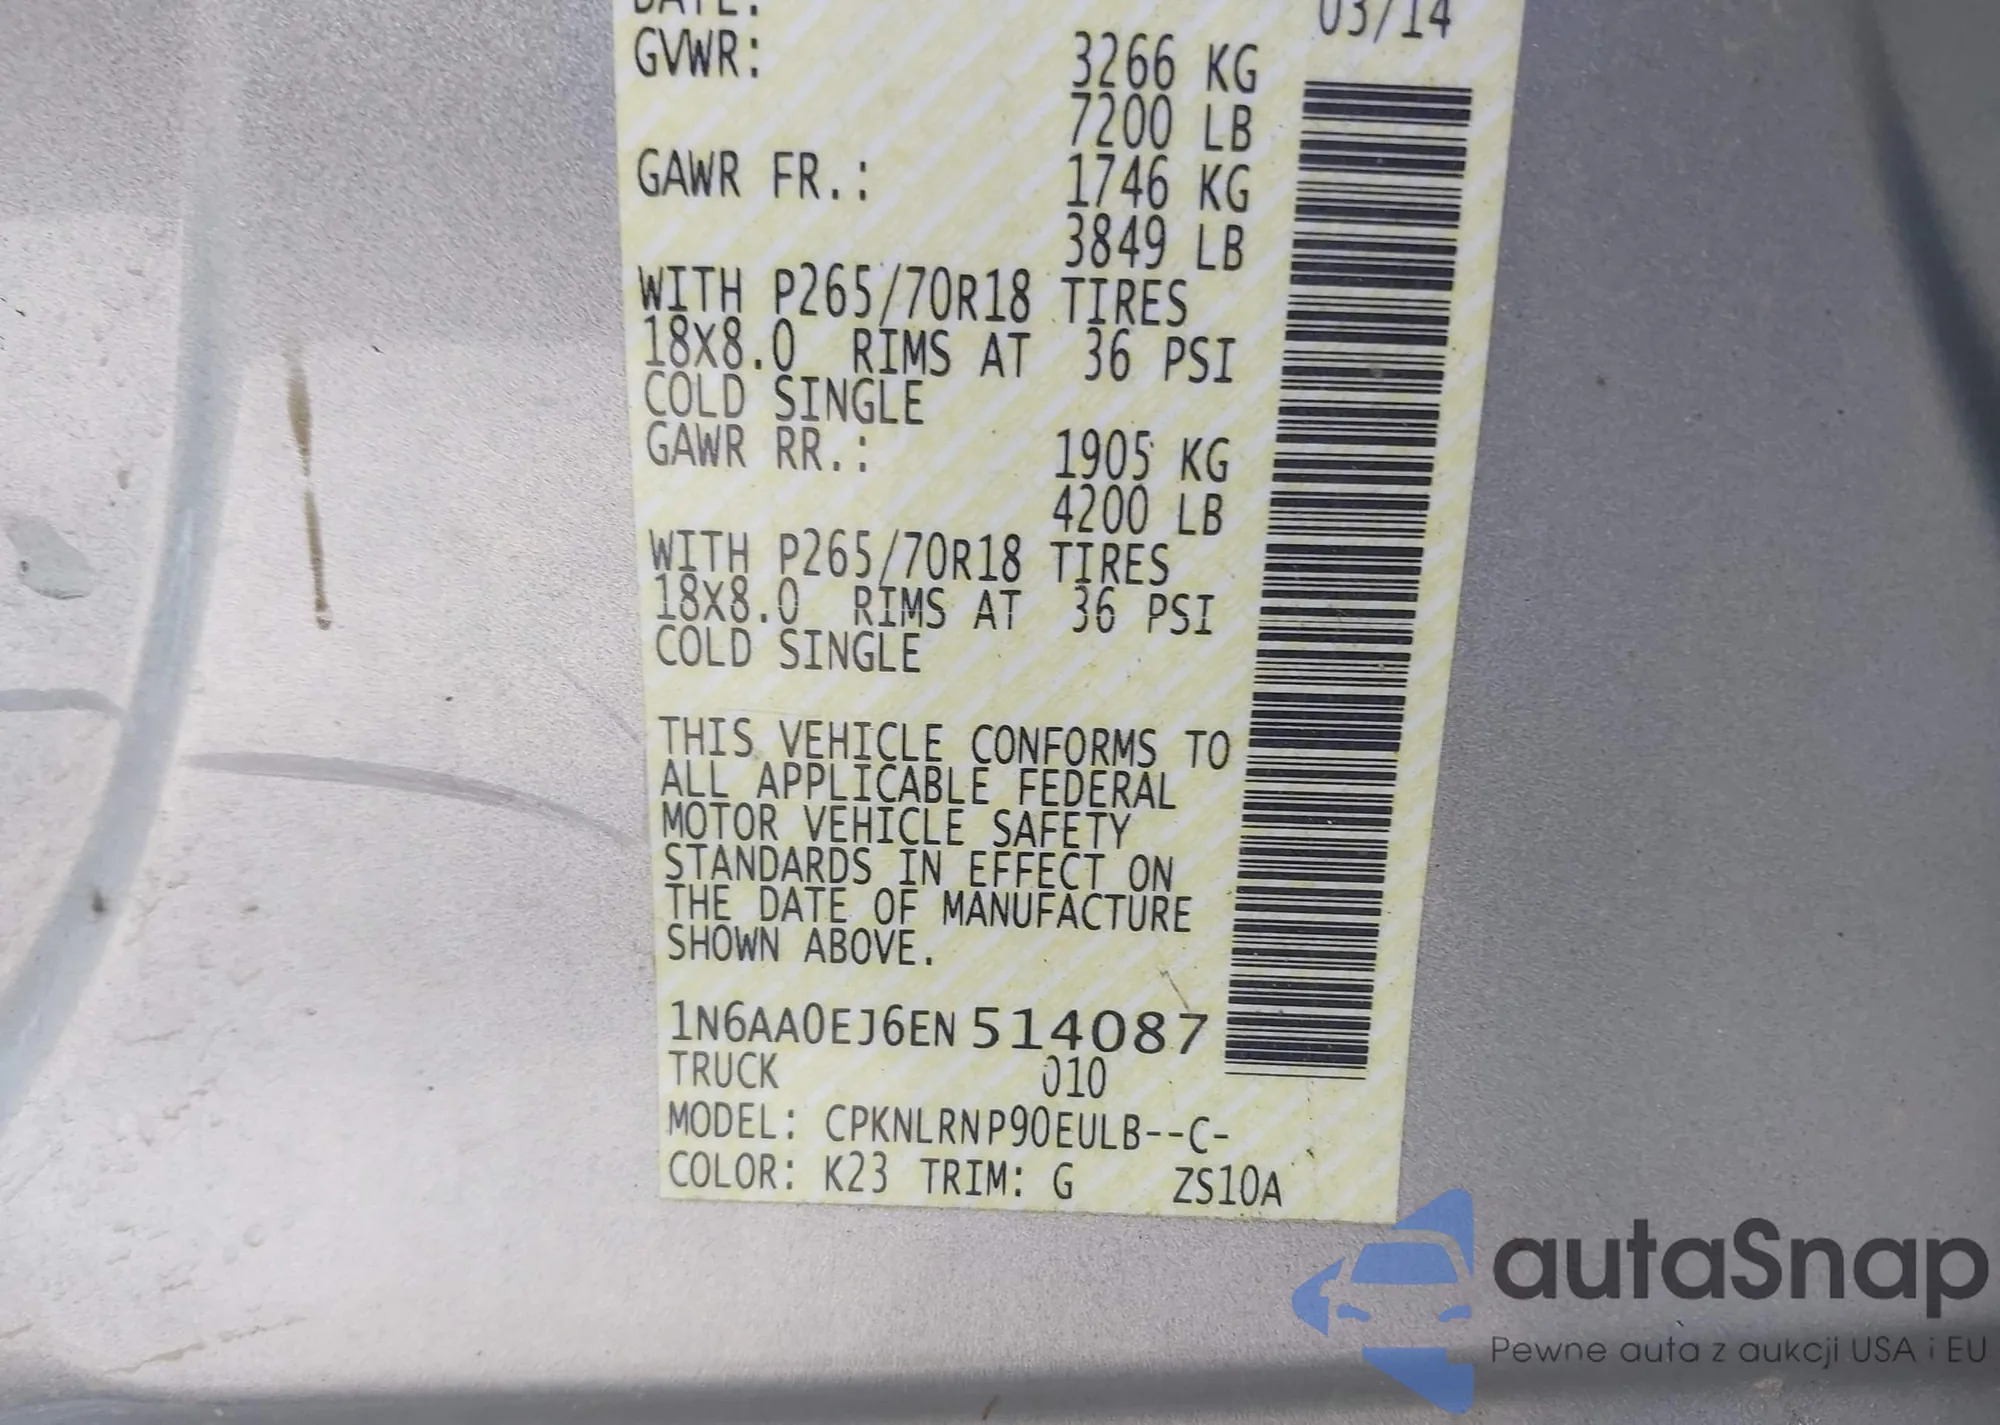 DATE: 03/14
GVWR: 3266 KG
7200 LB
GAWR FR.: 1746 KG
3849 LB
WITH P265/70R18 TIRES
18X8.0 RIMS AT 36 PSI
COLD SINGLE
GAWR RR.: 1905 KG
4200 LB
WITH P265/70R18 TIRES
18X8.0 RIMS AT 36 PSI
COLD SINGLE
THIS VEHICLE CONFORMS TO
ALL APPLICABLE FEDERAL
MOTOR VEHICLE SAFETY
STANDARDS IN EFFECT ON
THE DATE OF MANUFACTURE
SHOWN ABOVE.
1N6AA0EJ6EN514087
TRUCK 010
MODEL: CPKNLRNP90EULB--C-
COLOR: K23 TRIM: G ZS10A
autaSnap
Pewne auta z aukcji USA i EU